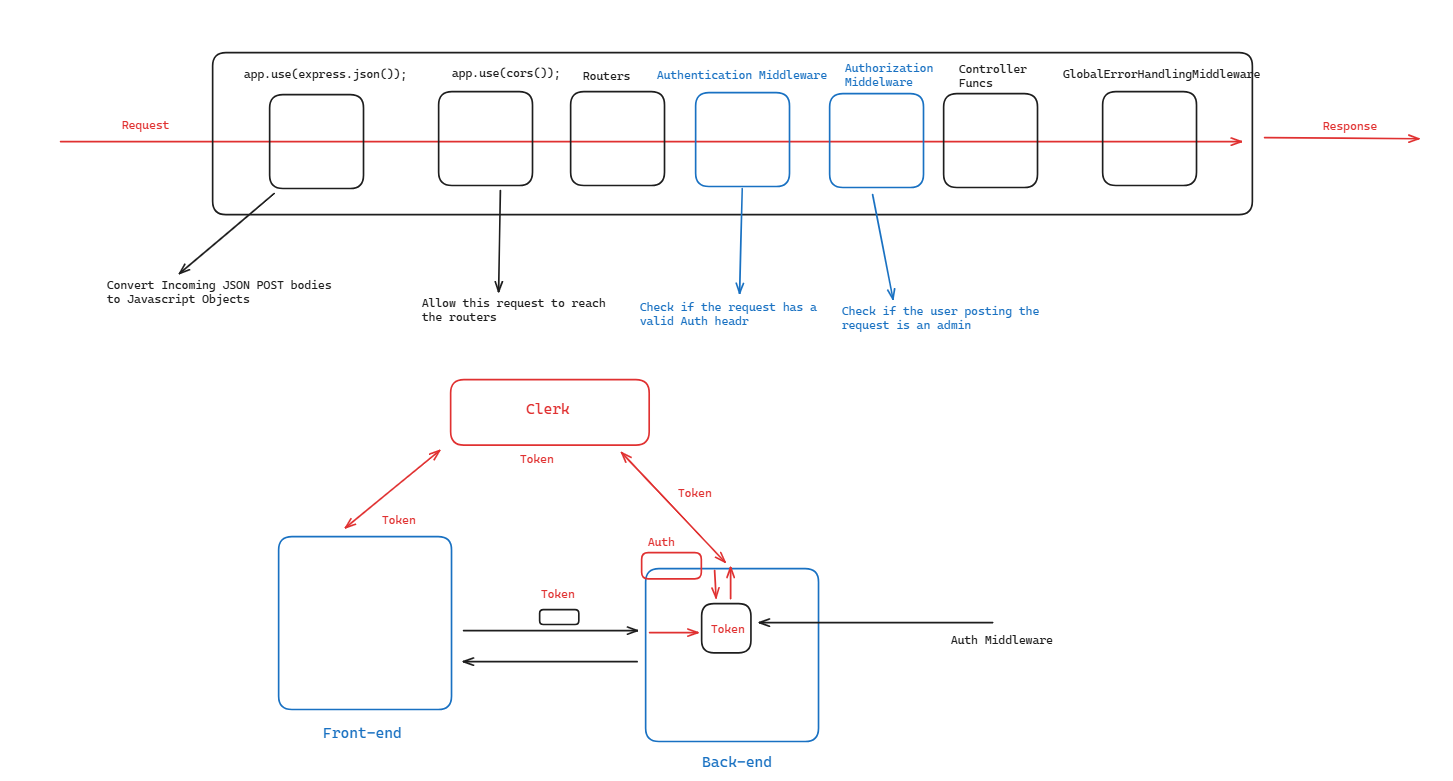 app.use(express.json());
app.use(cors());
Routers
Authentication Middleware
Authorization
Middelware
Controller
Funcs
GlobalErrorHandlingMiddleware
Request
Response
Convert Incoming JSON POST bodies
to Javascript Objects
Allow this request to reach
the routers
Check if the request has a
valid Auth headr
Check if the user posting the
request is an admin
Clerk
Token
Token
Token
Auth
Token
Token
Auth Middleware
Front-end
Back-end